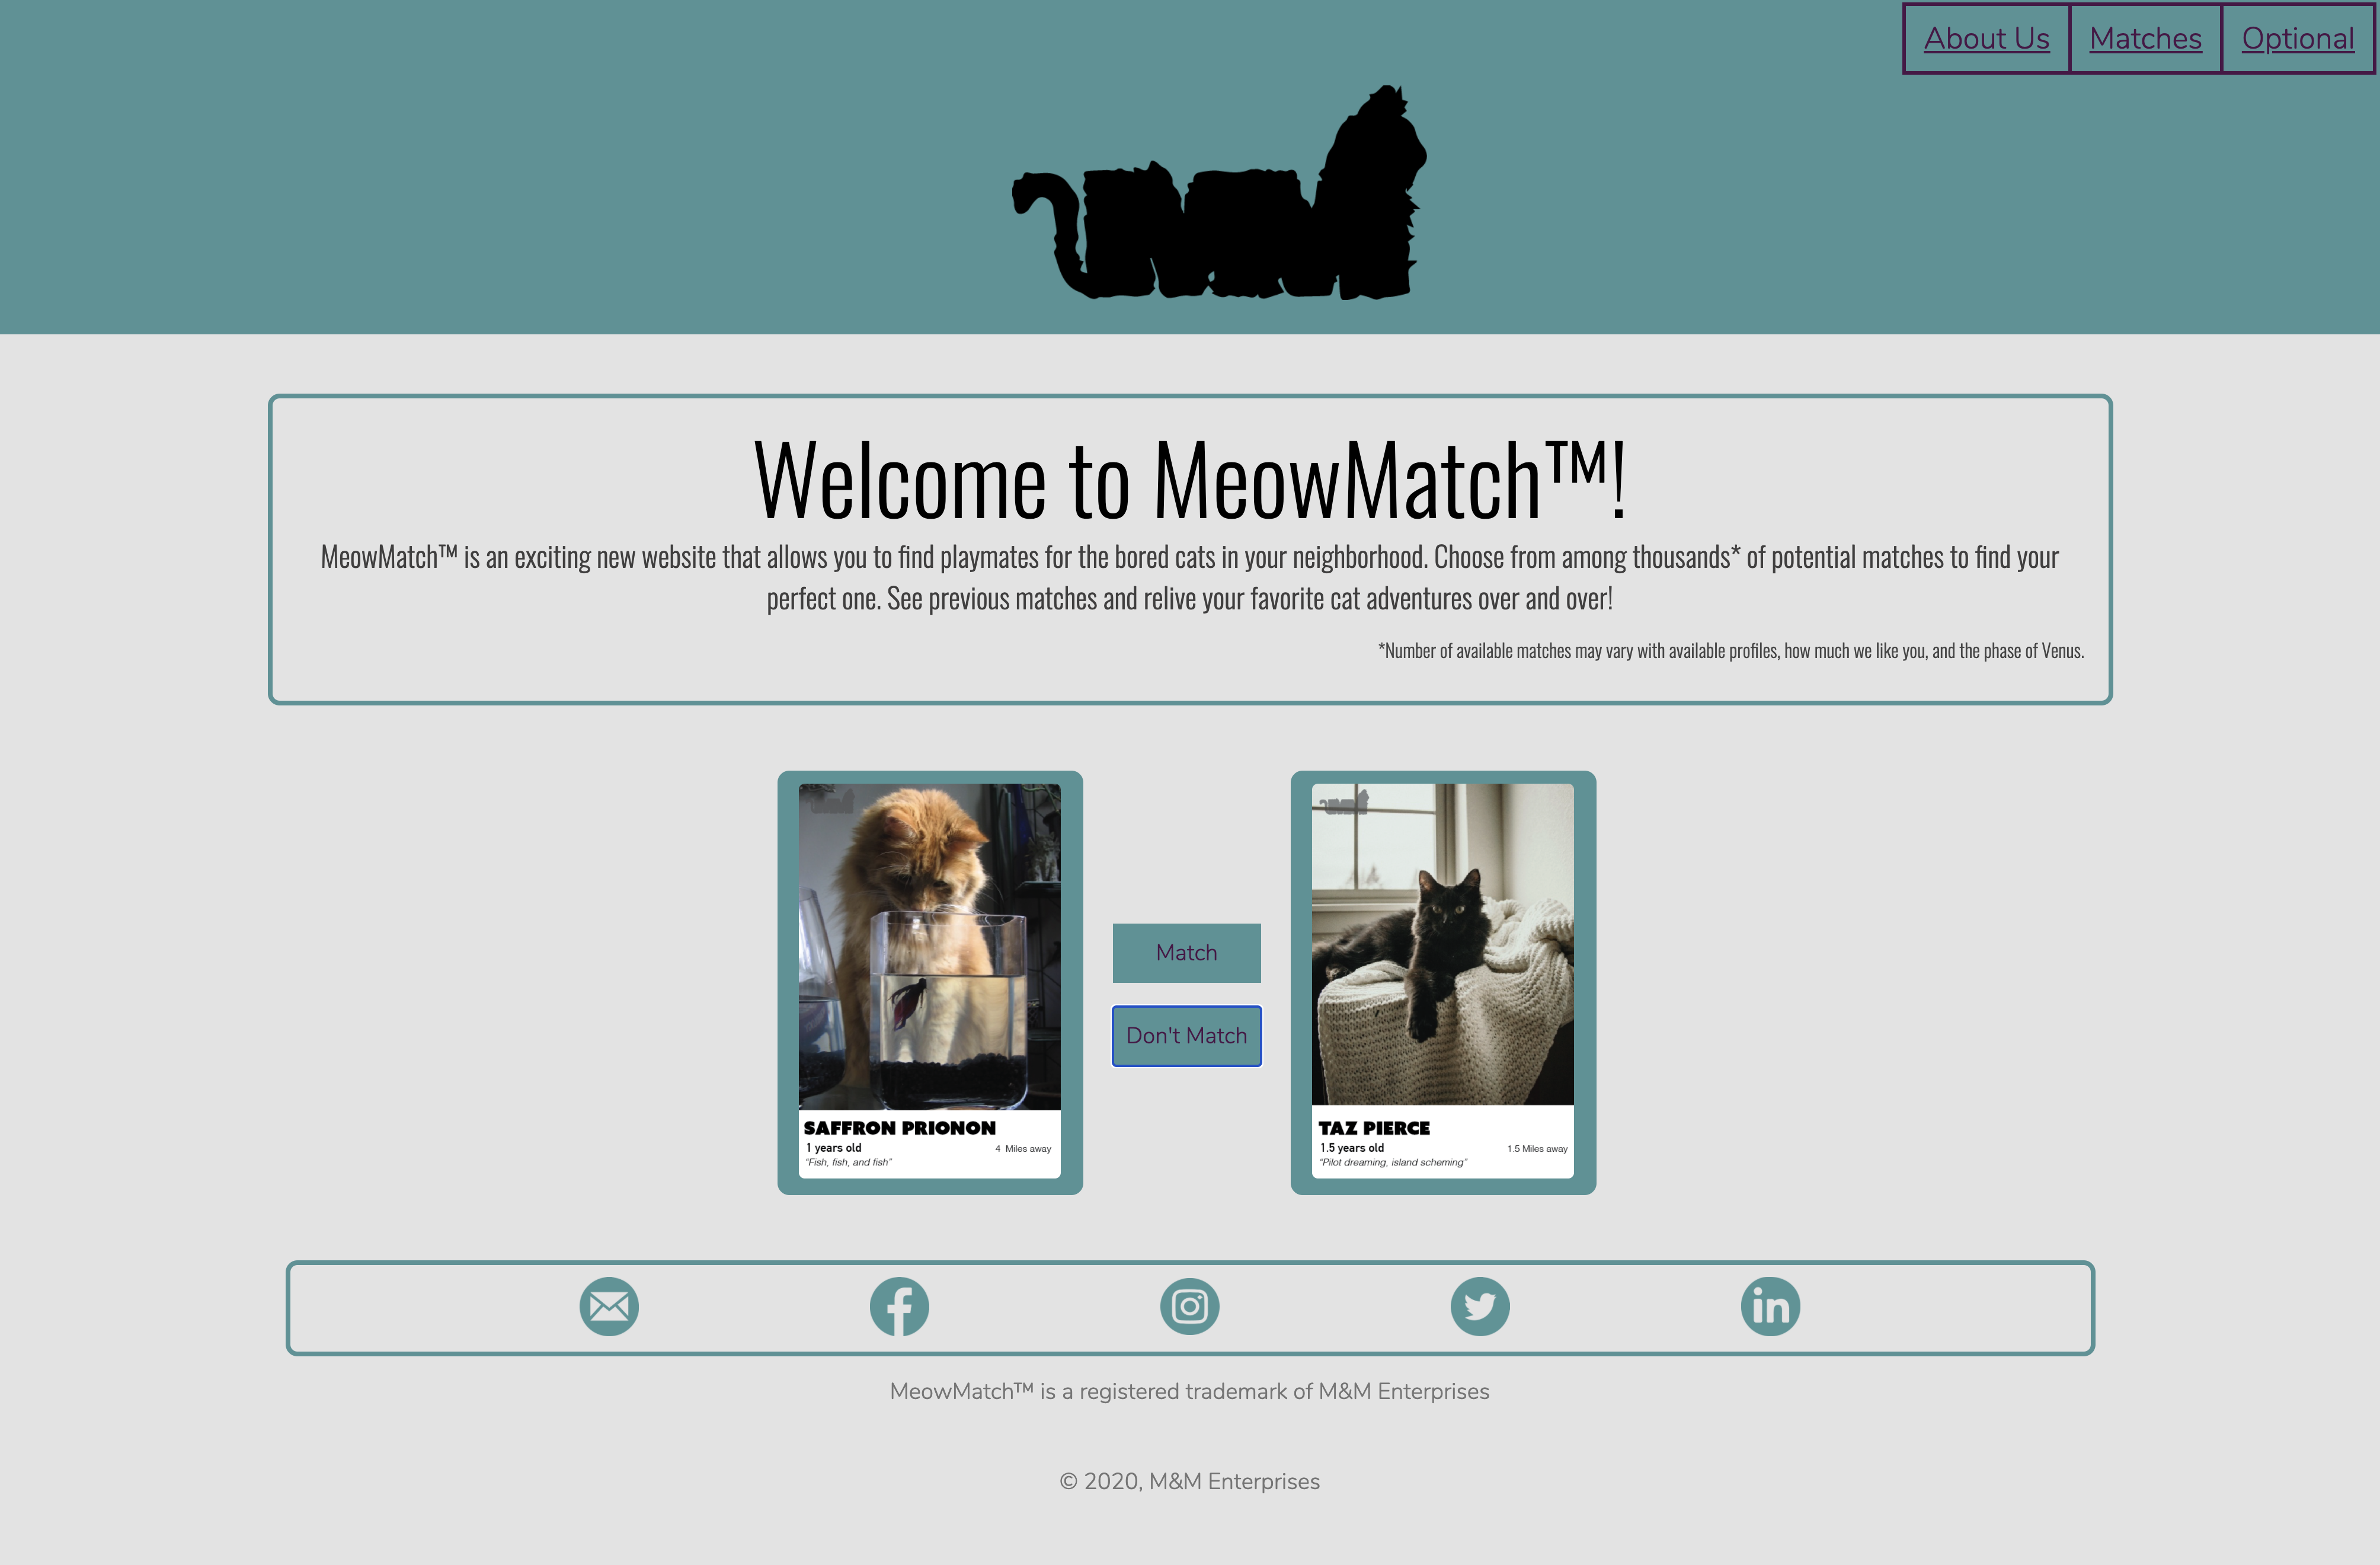 About Us Matches Optional
Welcome to MeowMatch™!
MeowMatch™ is an exciting new website that allows you to find playmates for the bored cats in your neighborhood. Choose from among thousands* of potential matches to find your
perfect one. See previous matches and relive your favorite cat adventures over and over!
*Number of available matches may vary with available profiles, how much we like you, and the phase of Venus.
SAFFRON PRIONON
1 years old 4 Miles away
"Fish, fish, and fish"
Match
Don't Match
TAZ PIERCE
1.5 years old 1.5 Miles away
"Pilot dreaming, island scheming"
MeowMatch™ is a registered trademark of M&M Enterprises
© 2020, M&M Enterprises